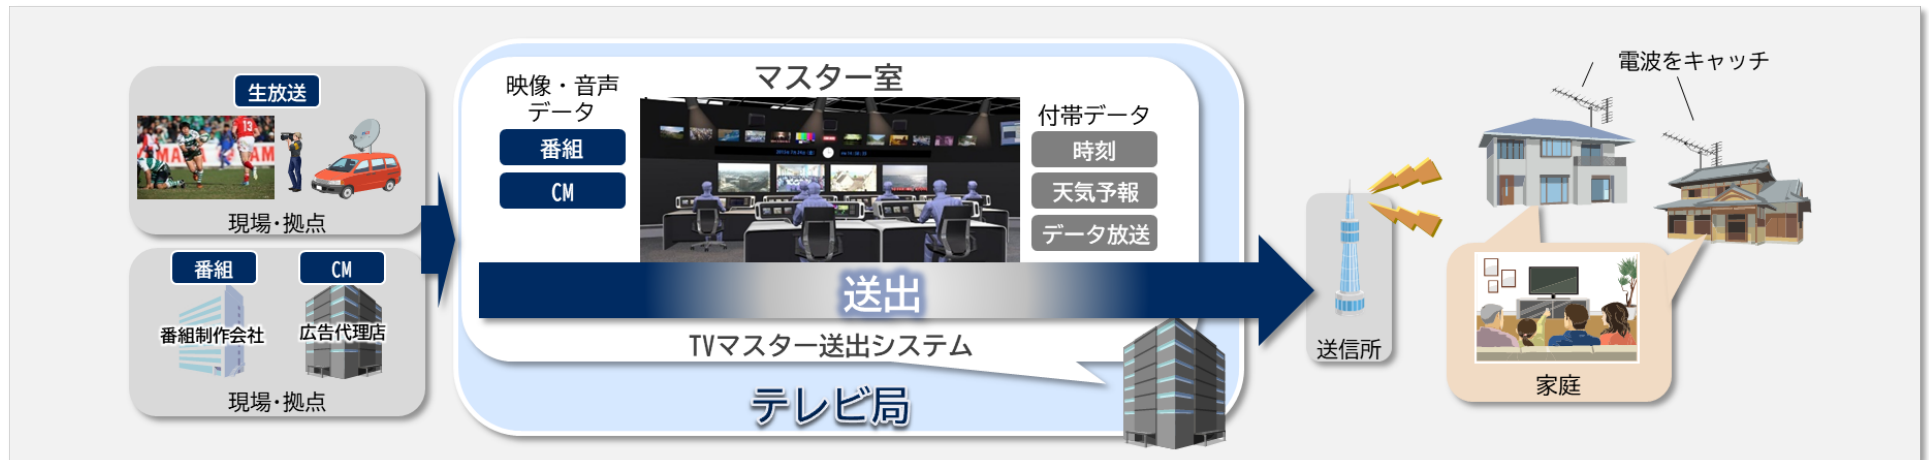 生放送
現場・拠点
番組
CM
番組制作会社
広告代理店
現場・拠点
映像・音声
データ
番組
CM
マスター室
付帯データ
時刻
天気予報
データ放送
送出
TVマスター送出システム
テレビ局
送信所
電波をキャッチ
家庭